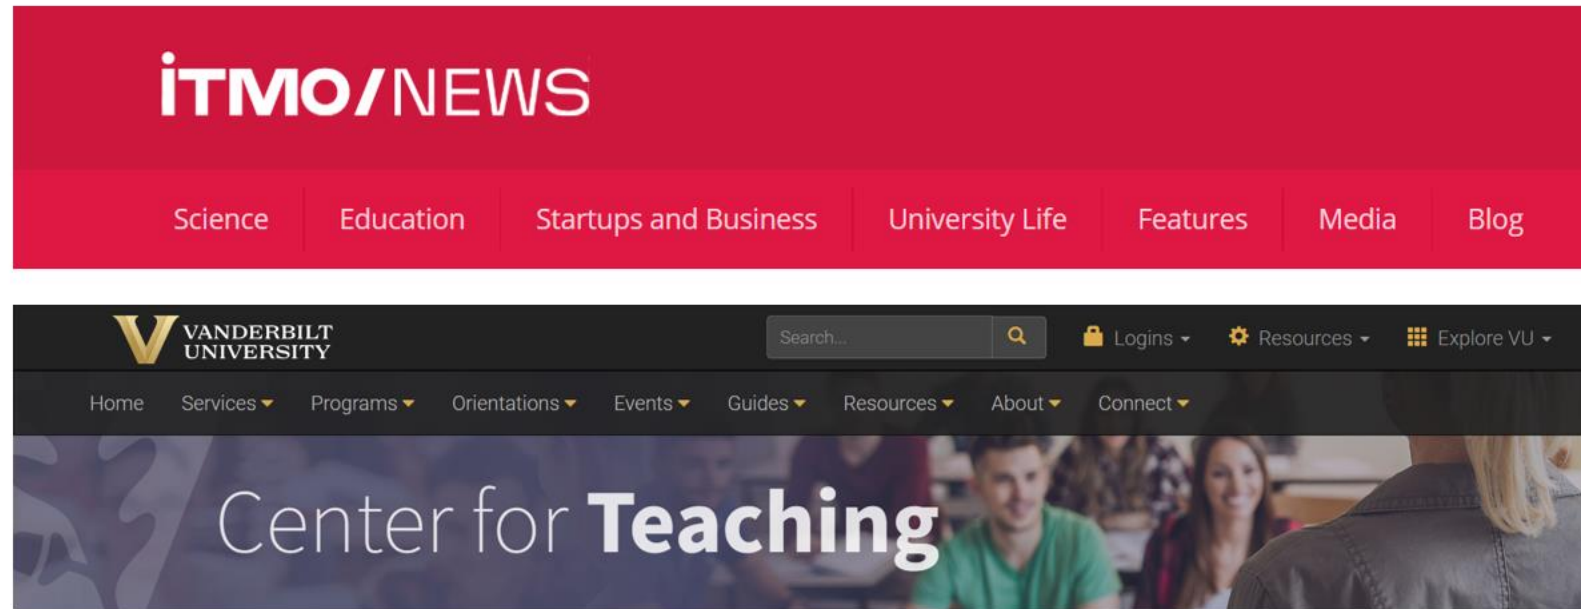 iTMO/NEWS
Science Education Startups and Business University Life Features Media Blog
VANDERBILT
UNIVERSITY
Search... Logins Resources Explore VU
Home Services Programs Orientations Events Guides Resources About Connect
Center for Teaching